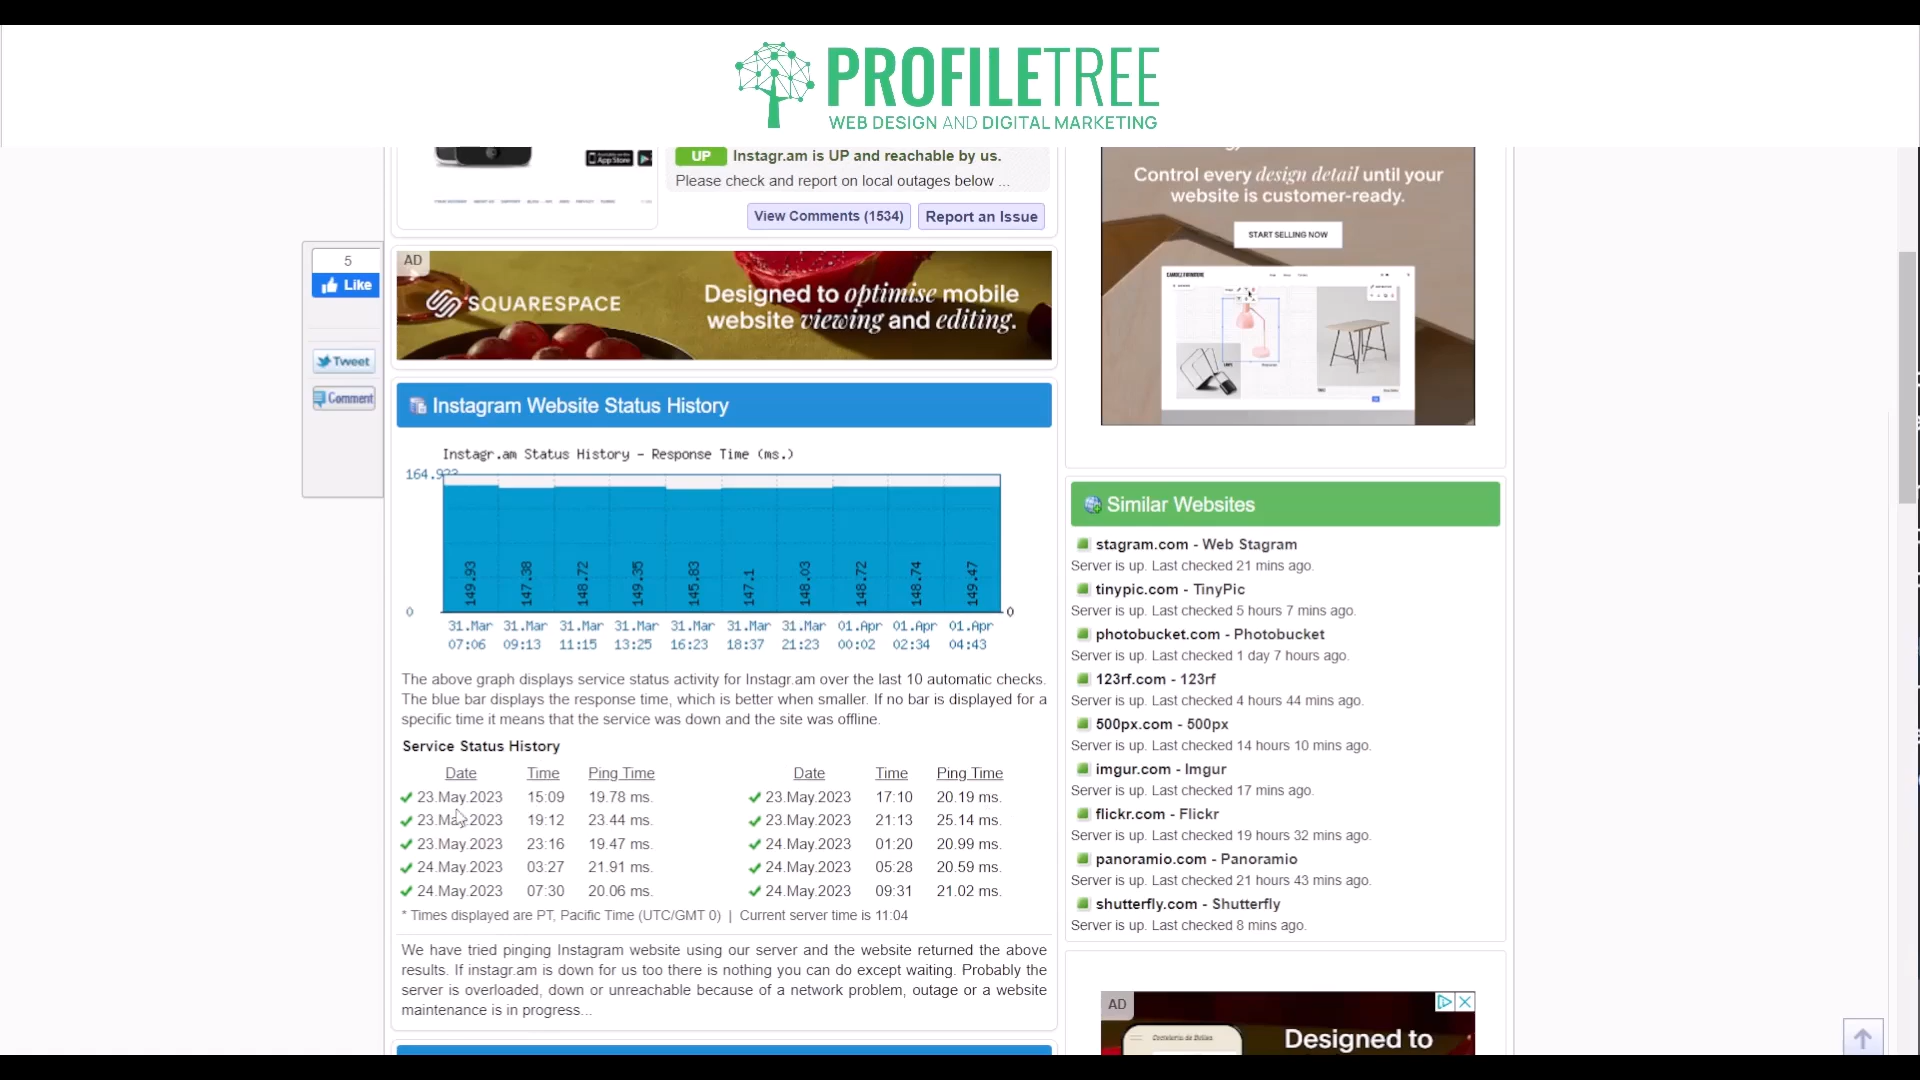 PROFILETREE
WEB DESIGN AND DIGITAL MARKETING
App Store
UP Instagr.am is UP and reachable by us.
Please check and report on local outages below ...
View Comments (1534) Report an Issue
Control every design detail until your
website is customer-ready.
START SELLING NOW
5
Like
Tweet
Comment
AD
SQUARESPACE
Designed to optimise mobile
website viewing and editing.
Instagram Website Status History
Instagr.am Status History - Response Time (ms.)
164.923
149.93 147.38 148.72 149.35 145.83 147.1 148.03 148.72 148.74 149.47
0 0
31.Mar 31.Mar 31.Mar 31.Mar 31.Mar 31.Mar 31.Mar 01.Apr 01.Apr 01.Apr
07:06 09:13 11:15 13:25 16:23 18:37 21:23 00:02 02:34 04:43
The above graph displays service status activity for Instagr.am over the last 10 automatic checks.
The blue bar displays the response time, which is better when smaller. If no bar is displayed for a
specific time it means that the service was down and the site was offline.
Service Status History
Date Time Ping Time Date Time Ping Time
23.May.2023 15:09 19.78 ms. 23.May.2023 17:10 20.19 ms.
23.May.2023 19:12 23.44 ms. 23.May.2023 21:13 25.14 ms.
23.May.2023 23:16 19.47 ms. 24.May.2023 01:20 20.99 ms.
24.May.2023 03:27 21.91 ms. 24.May.2023 05:28 20.59 ms.
24.May.2023 07:30 20.06 ms. 24.May.2023 09:31 21.02 ms.
* Times displayed are PT, Pacific Time (UTC/GMT 0) | Current server time is 11:04
We have tried pinging Instagram website using our server and the website returned the above
results. If instagr.am is down for us too there is nothing you can do except waiting. Probably the
server is overloaded, down or unreachable because of a network problem, outage or a website
maintenance is in progress...
Similar Websites
stagram.com - Web Stagram
Server is up. Last checked 21 mins ago.
tinypic.com - TinyPic
Server is up. Last checked 5 hours 7 mins ago.
photobucket.com - Photobucket
Server is up. Last checked 1 day 7 hours ago.
123rf.com - 123rf
Server is up. Last checked 4 hours 44 mins ago.
500px.com - 500px
Server is up. Last checked 14 hours 10 mins ago.
imgur.com - Imgur
Server is up. Last checked 17 mins ago.
flickr.com - Flickr
Server is up. Last checked 19 hours 32 mins ago.
panoramio.com - Panoramio
Server is up. Last checked 21 hours 43 mins ago.
shutterfly.com - Shutterfly
Server is up. Last checked 8 mins ago.
AD
Designed to